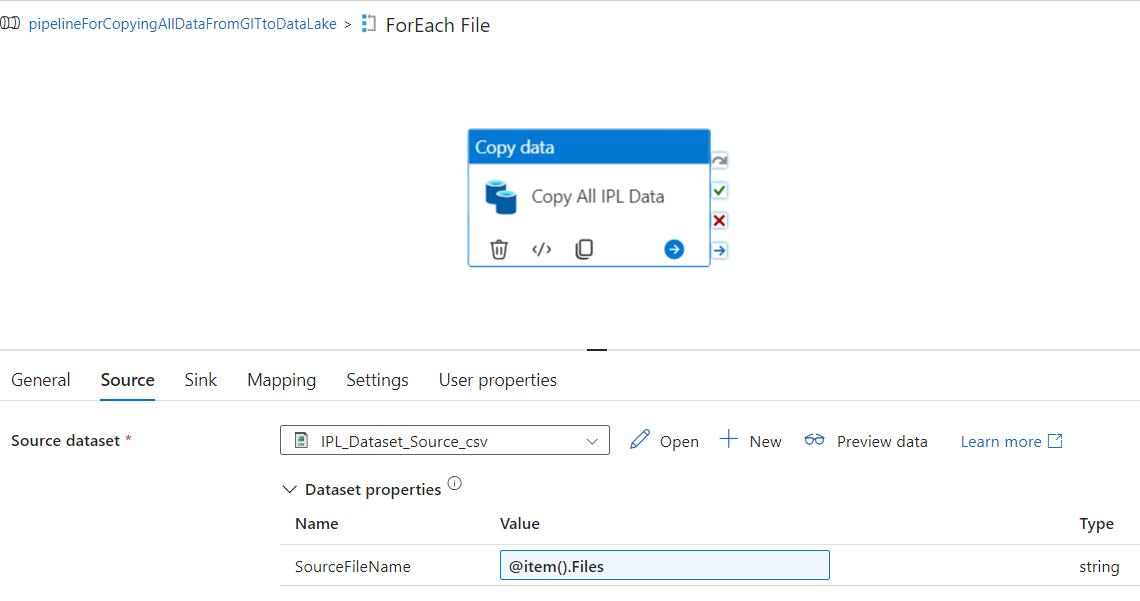 pipelineForCopyingAllDataFromGITtoDataLake > ForEach File
Copy data
Copy All IPL Data
General Source Sink Mapping Settings User properties
Source dataset * IPL_Dataset_Source_csv Open New Preview data Learn more
Dataset properties
Name Value Type
SourceFileName @item().Files string